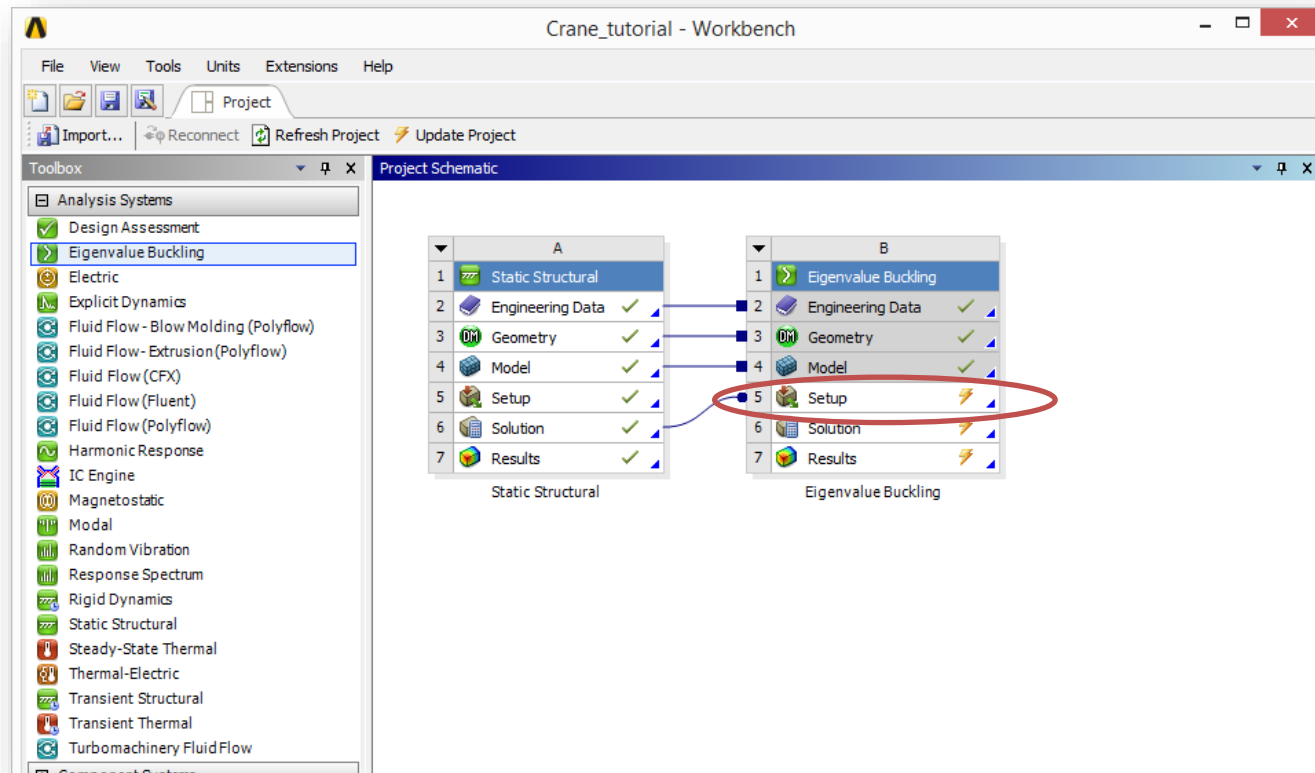 Crane_tutorial - Workbench
File View Tools Units Extensions Help
Project
Import... Reconnect Refresh Project Update Project
Toolbox
Project Schematic
Analysis Systems
Design Assessment
Eigenvalue Buckling
Electric
Explicit Dynamics
Fluid Flow - Blow Molding (Polyflow)
Fluid Flow - Extrusion (Polyflow)
Fluid Flow (CFX)
Fluid Flow (Fluent)
Fluid Flow (Polyflow)
Harmonic Response
IC Engine
Magnetostatic
Modal
Random Vibration
Response Spectrum
Rigid Dynamics
Static Structural
Steady-State Thermal
Thermal-Electric
Transient Structural
Transient Thermal
Turbomachinery Fluid Flow
Component Systems
A
1 Static Structural
2 Engineering Data
3 DM Geometry
4 Model
5 Setup
6 Solution
7 Results
Static Structural
B
1 Eigenvalue Buckling
2 Engineering Data
3 DM Geometry
4 Model
5 Setup
6 Solution
7 Results
Eigenvalue Buckling